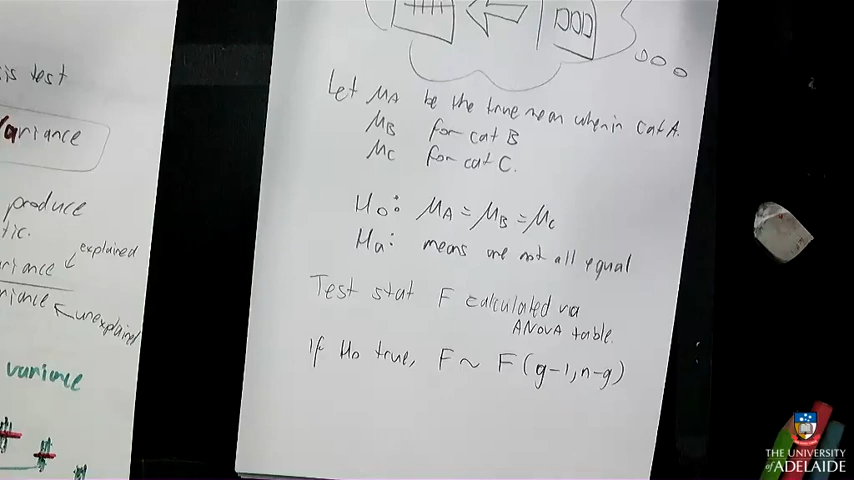 is test
Variance
produce
tic.
explained
riance
riance
unexplained
variance
Let μA be the true mean when in cat A.
μB for cat B
μC for cat C.
H0: μA = μB = μC
Ha: means are not all equal
Test stat F calculated via
ANOVA table.
If H0 true, F ~ F(g-1, n-g)
THE UNIVERSITY
of ADELAIDE